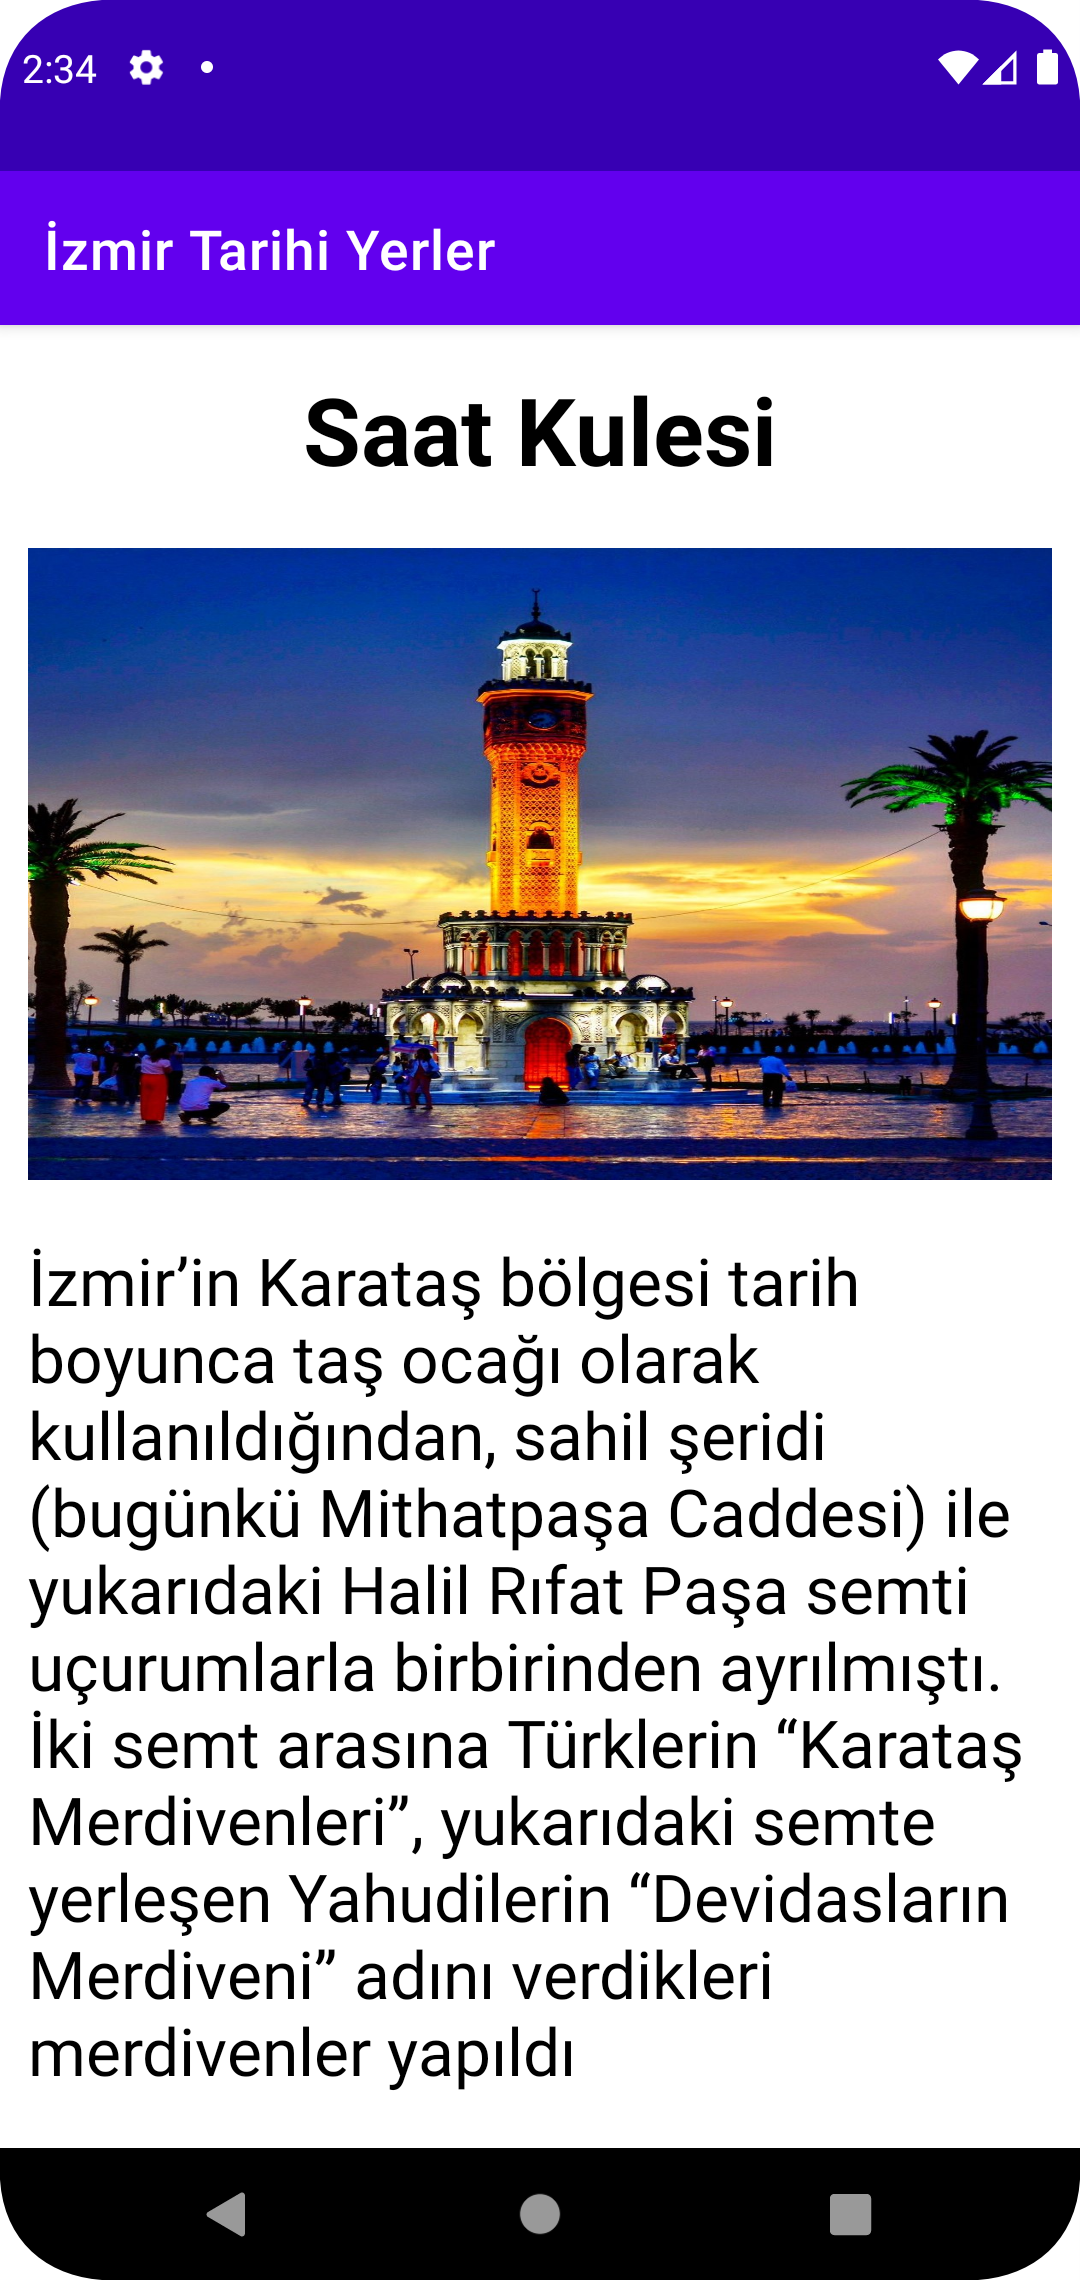 2:34
İzmir Tarihi Yerler
Saat Kulesi
İzmir’in Karataş bölgesi tarih
boyunca taş ocağı olarak
kullanıldığından, sahil şeridi
(bugünkü Mithatpaşa Caddesi) ile
yukarıdaki Halil Rıfat Paşa semti
uçurumlarla birbirinden ayrılmıştı.
İki semt arasına Türklerin “Karataş
Merdivenleri”, yukarıdaki semte
yerleşen Yahudilerin “Devidasların
Merdiveni” adını verdikleri
merdivenler yapıldı